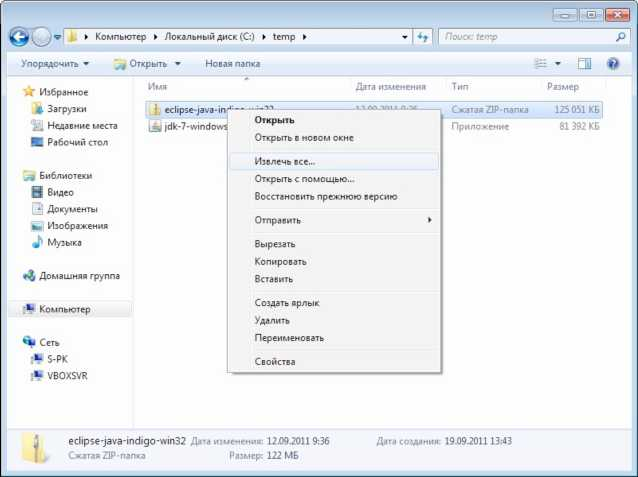 Компьютер ▸ Локальный диск (C:) ▸ temp ▸
Поиск: temp
Упорядочить Открыть Новая папка
Имя Дата изменения Тип Размер
Избранное
Загрузки
Недавние места
Рабочий стол
Библиотеки
Видео
Документы
Изображения
Музыка
Домашняя группа
Компьютер
Сеть
S-PK
VBOXSVR
eclipse-java-indigo-win32 12.09.2011 9:36 Сжатая ZIP-папка 125 051 КБ
jdk-7-windows Приложение 81 392 КБ
Открыть
Открыть в новом окне
Извлечь все...
Открыть с помощью...
Восстановить прежнюю версию
Отправить
Вырезать
Копировать
Вставить
Создать ярлык
Удалить
Переименовать
Свойства
eclipse-java-indigo-win32 Дата изменения: 12.09.2011 9:36 Дата создания: 19.09.2011 13:43
Сжатая ZIP-папка Размер: 122 МБ